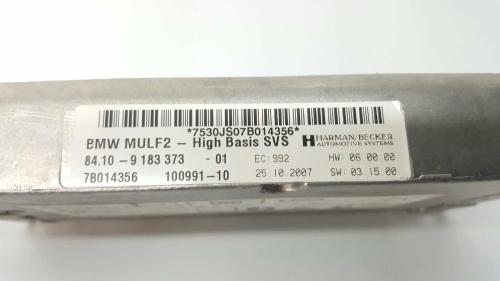 *7530JS07B014356*
BMW MULF2 - High Basis SVS HARMAN/BECKER
AUTOMOTIVE SYSTEMS
84.10 - 9 183 373 - 01 EC: 992 HW: 06.00.00
7B014356 100991-10 25.10.2007 SW: 03.15.00